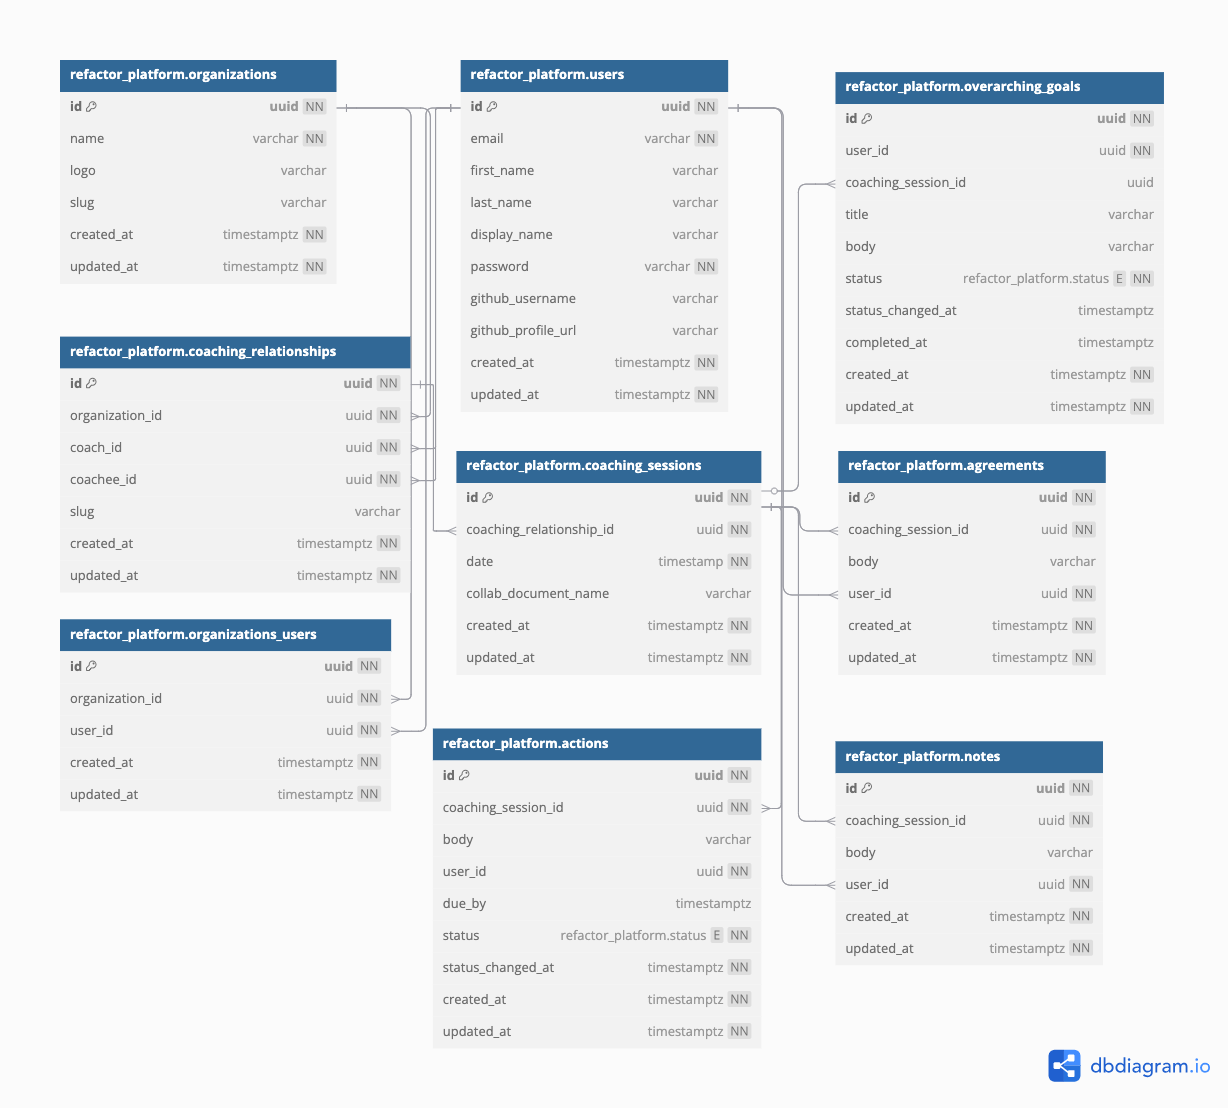 refactor_platform.organizations
id uuid NN
name varchar NN
logo varchar
slug varchar
created_at timestamptz NN
updated_at timestamptz NN
refactor_platform.users
id uuid NN
email varchar NN
first_name varchar
last_name varchar
display_name varchar
password varchar NN
github_username varchar
github_profile_url varchar
created_at timestamptz NN
updated_at timestamptz NN
refactor_platform.overarching_goals
id uuid NN
user_id uuid NN
coaching_session_id uuid
title varchar
body varchar
status refactor_platform.status E NN
status_changed_at timestamptz
completed_at timestamptz
created_at timestamptz NN
updated_at timestamptz NN
refactor_platform.coaching_relationships
id uuid NN
organization_id uuid NN
coach_id uuid NN
coachee_id uuid NN
slug varchar
created_at timestamptz NN
updated_at timestamptz NN
refactor_platform.coaching_sessions
id uuid NN
coaching_relationship_id uuid NN
date timestamp NN
collab_document_name varchar
created_at timestamptz NN
updated_at timestamptz NN
refactor_platform.agreements
id uuid NN
coaching_session_id uuid NN
body varchar
user_id uuid NN
created_at timestamptz NN
updated_at timestamptz NN
refactor_platform.organizations_users
id uuid NN
organization_id uuid NN
user_id uuid NN
created_at timestamptz NN
updated_at timestamptz NN
refactor_platform.actions
id uuid NN
coaching_session_id uuid NN
body varchar
user_id uuid NN
due_by timestamptz
status refactor_platform.status E NN
status_changed_at timestamptz NN
created_at timestamptz NN
updated_at timestamptz NN
refactor_platform.notes
id uuid NN
coaching_session_id uuid NN
body varchar
user_id uuid NN
created_at timestamptz NN
updated_at timestamptz NN
dbdiagram.io